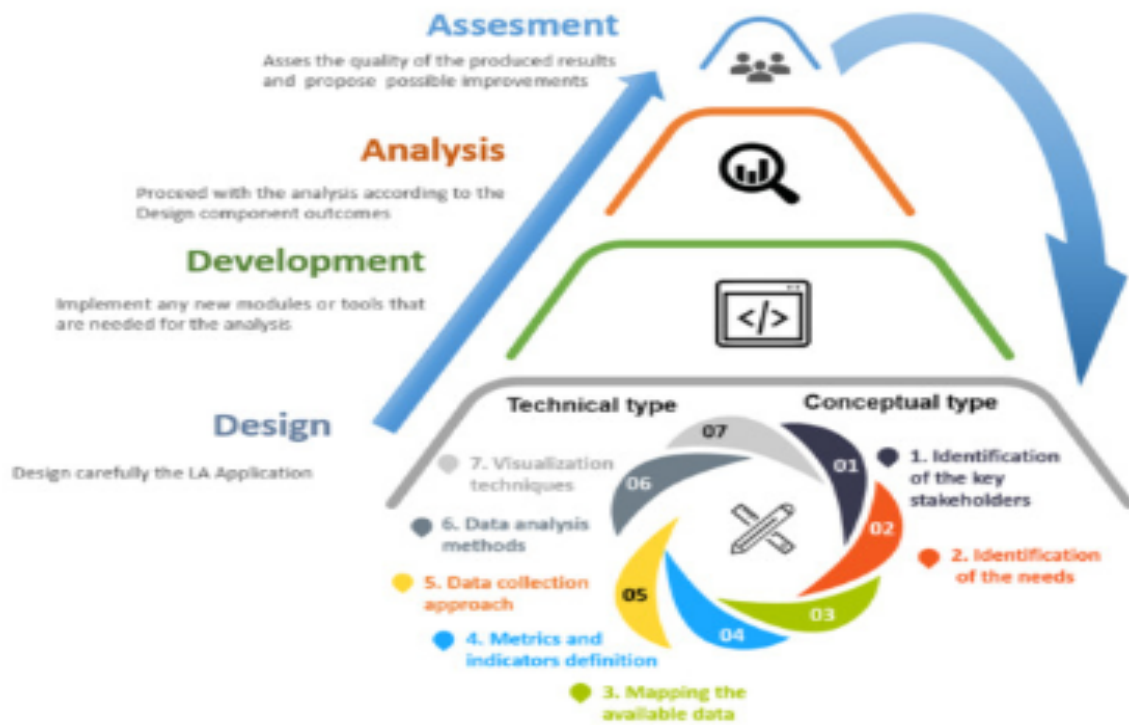 Assesment
Asses the quality of the produced results
and propose possible improvements
Analysis
Proceed with the analysis according to the
Design component outcomes
Development
Implement any new modules or tools that
are needed for the analysis
</>
Design
Design carefully the LA Application
Technical type
Conceptual type
07
01
02
03
04
05
06
1. Identification
of the key
stakeholders
2. Identification
of the needs
3. Mapping the
available data
4. Metrics and
indicators definition
5. Data collection
approach
6. Data analysis
methods
7. Visualization
techniques